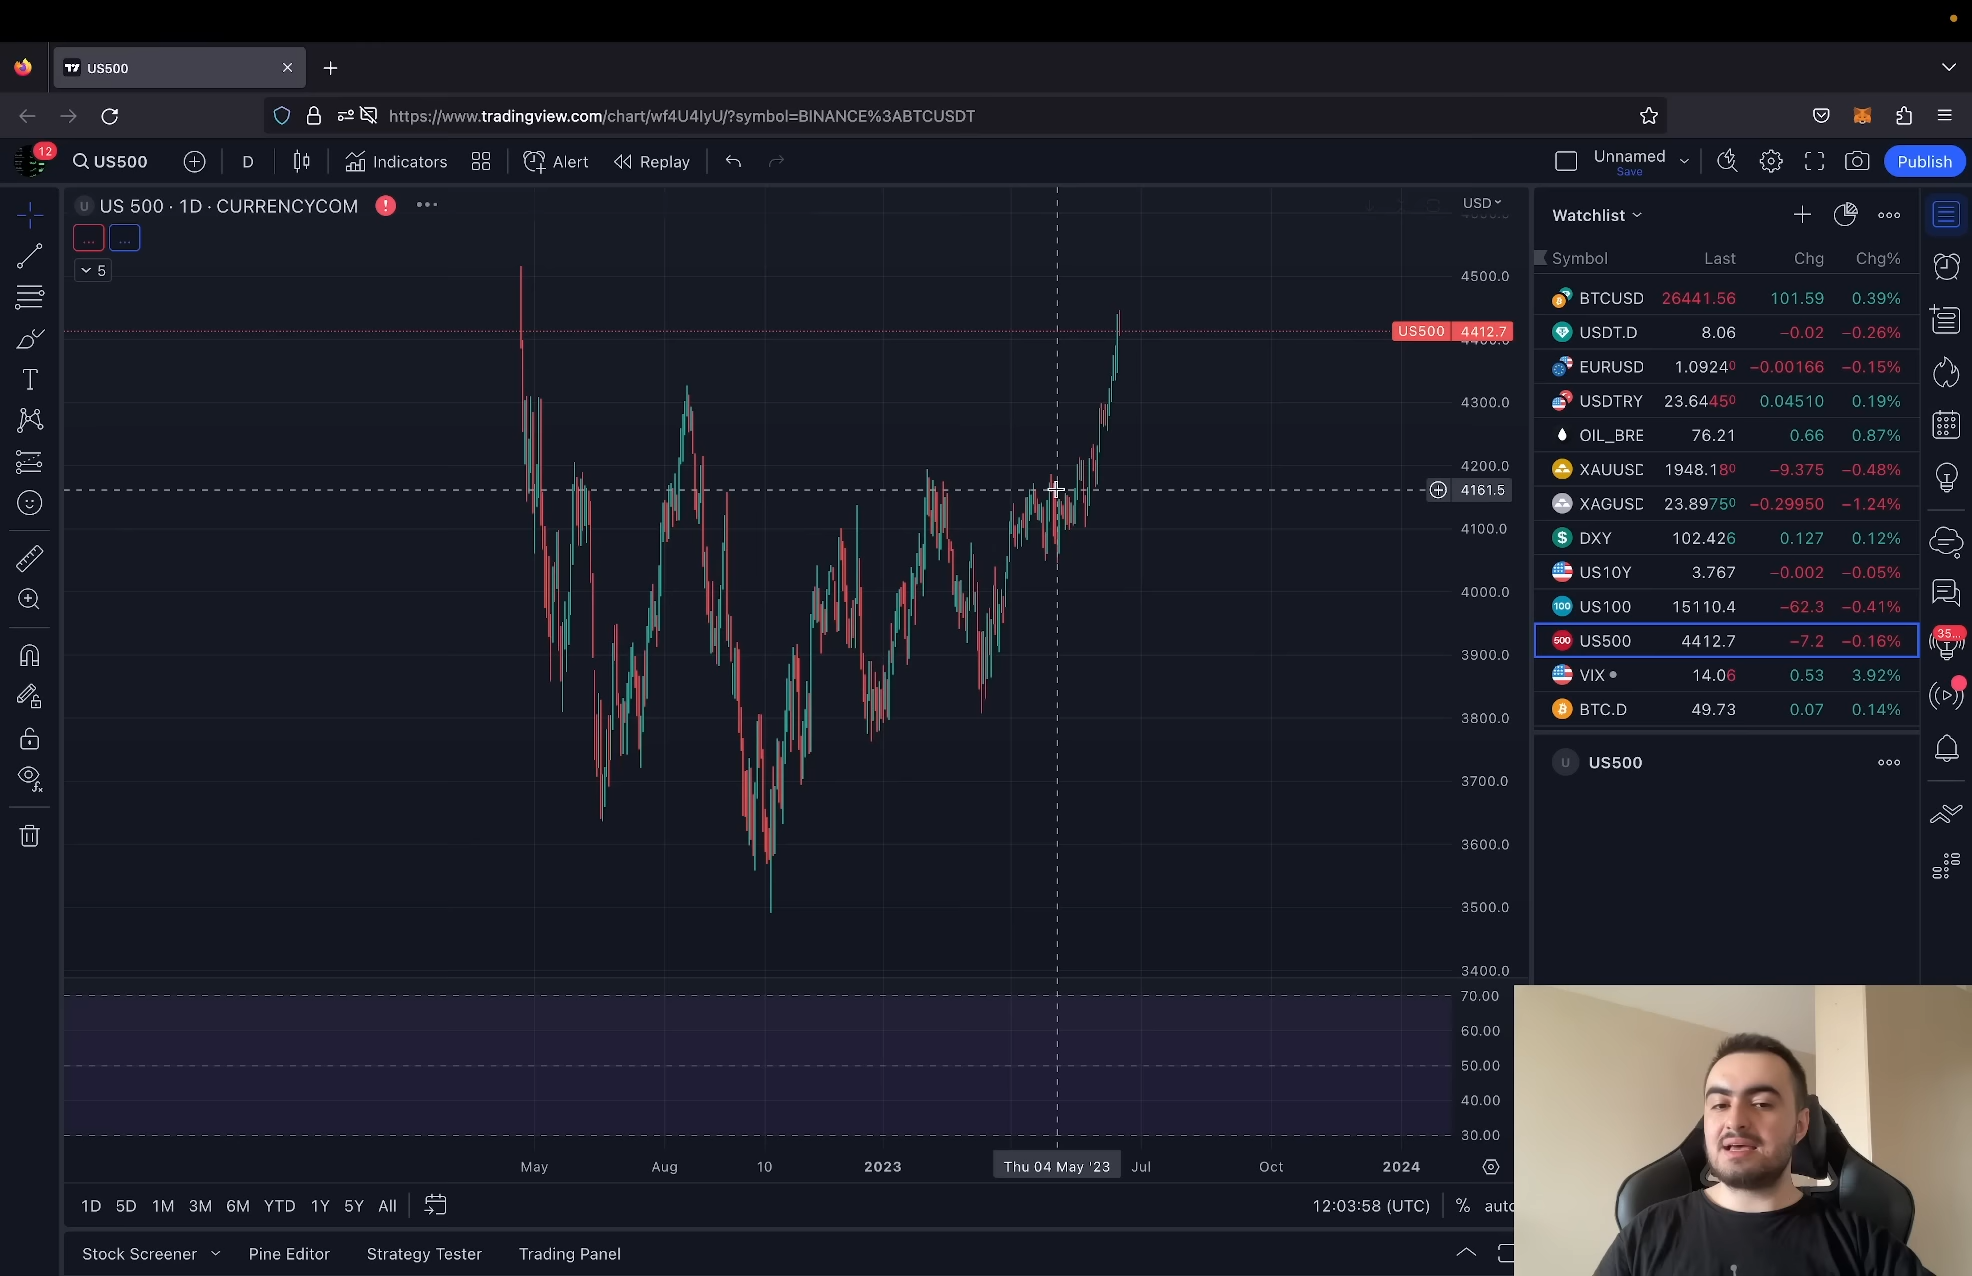 US500
https://www.tradingview.com/chart/wf4U4IyU/?symbol=BINANCE%3ABTCUSDT
12
US500
D
Indicators
Alert
Replay
Unnamed
Save
Publish
U US 500 · 1D · CURRENCYCOM
USD
... ...
5
4500.0
US500 4412.7
4300.0
4200.0
4161.5
4100.0
4000.0
3900.0
3800.0
3700.0
3600.0
3500.0
3400.0
70.00
60.00
50.00
40.00
30.00
May Aug 10 2023 Thu 04 May '23 Jul Oct 2024
1D 5D 1M 3M 6M YTD 1Y 5Y All
12:03:58 (UTC) %
Stock Screener Pine Editor Strategy Tester Trading Panel
Watchlist
Symbol Last Chg Chg%
BTCUSD 26441.56 101.59 0.39%
USDT.D 8.06 −0.02 −0.26%
EURUSD 1.09240 −0.00166 −0.15%
USDTRY 23.64450 0.04510 0.19%
OIL_BRE 76.21 0.66 0.87%
XAUUSD 1948.180 −9.375 −0.48%
XAGUSD 23.89750 −0.29950 −1.24%
DXY 102.426 0.127 0.12%
US10Y 3.767 −0.002 −0.05%
100 US100 15110.4 −62.3 −0.41%
500 US500 4412.7 −7.2 −0.16%
VIX 14.06 0.53 3.92%
BTC.D 49.73 0.07 0.14%
U US500
35...